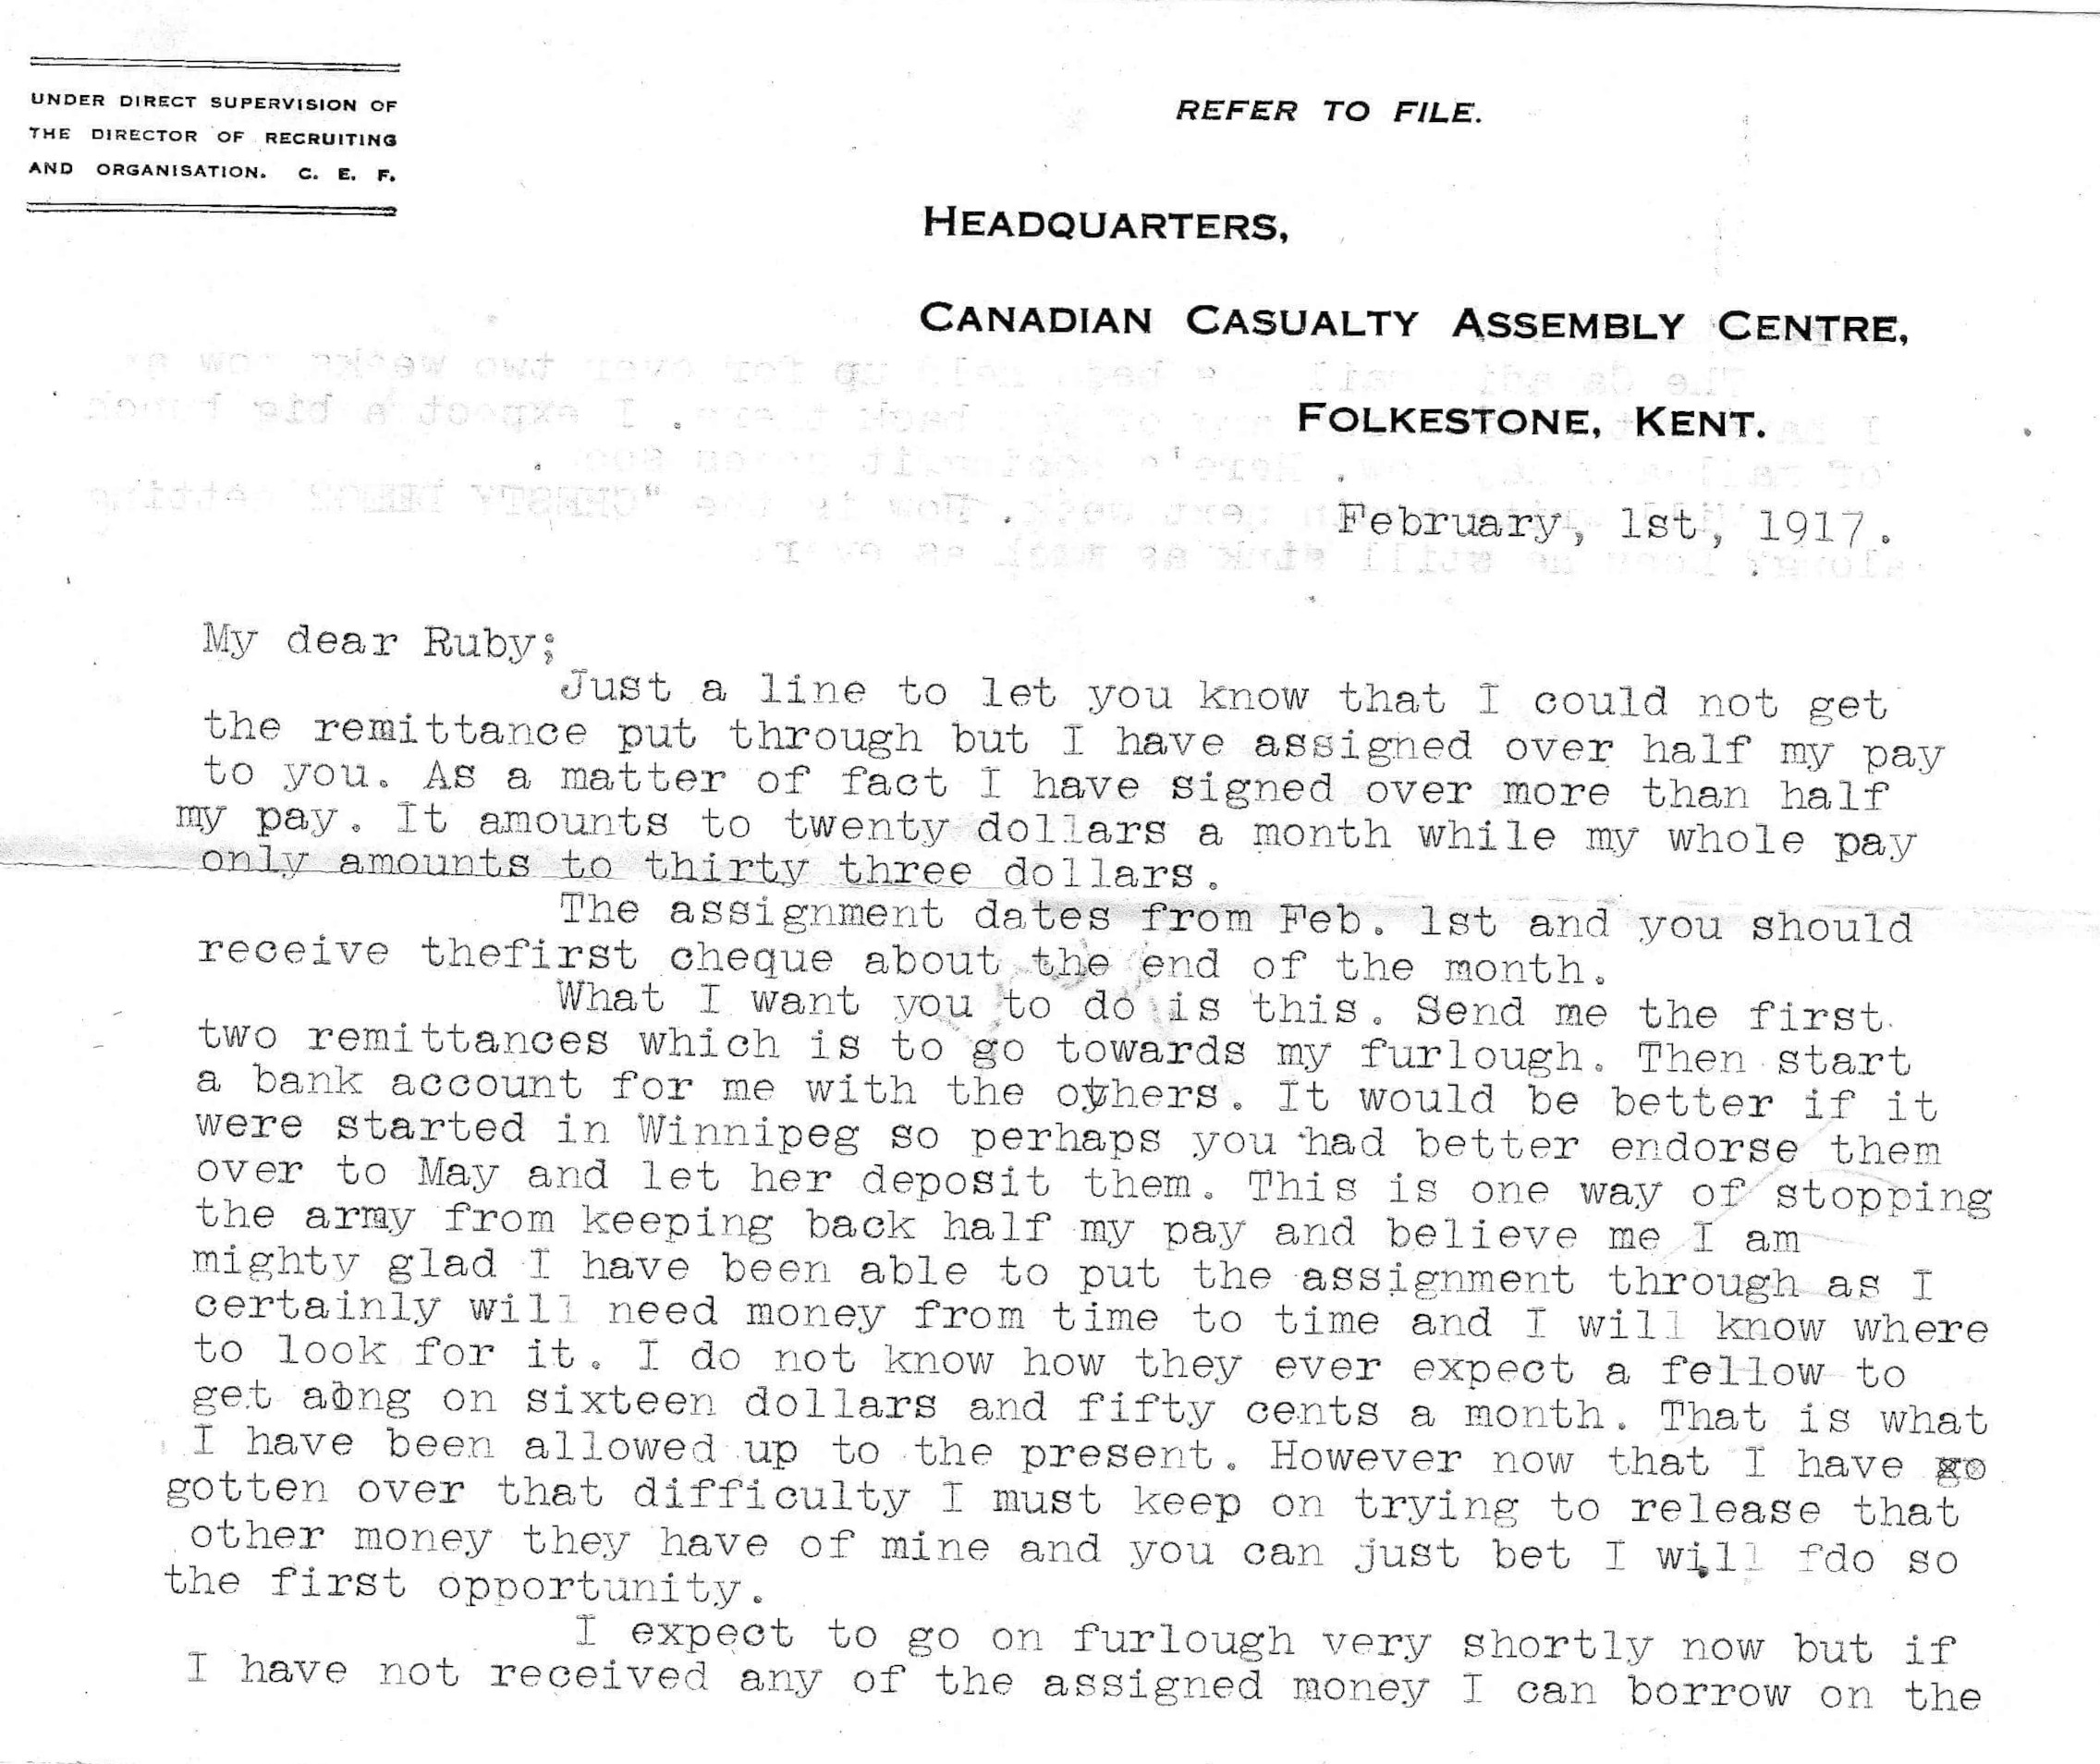 UNDER DIRECT SUPERVISION OF
THE DIRECTOR OF RECRUITING
AND ORGANISATION. C. E. F.
REFER TO FILE.
HEADQUARTERS,
CANADIAN CASUALTY ASSEMBLY CENTRE,
FOLKESTONE, KENT.
February, 1st, 1917.
My dear Ruby;
Just a line to let you know that I could not get
the remittance put through but I have assigned over half my pay
to you. As a matter of fact I have signed over more than half
my pay. It amounts to twenty dollars a month while my whole pay
only amounts to thirty three dollars.
The assignment dates from Feb. 1st and you should
receive thefirst cheque about the end of the month.
What I want you to do is this. Send me the first
two remittances which is to go towards my furlough. Then start
a bank account for me with the others. It would be better if it
were started in Winnipeg so perhaps you had better endorse them
over to May and let her deposit them. This is one way of stopping
the army from keeping back half my pay and believe me I am
mighty glad I have been able to put the assignment through as I
certainly will need money from time to time and I will know where
to look for it. I do not know how they ever expect a fellow to
get aong on sixteen dollars and fifty cents a month. That is what
I have been allowed up to the present. However now that I have go
gotten over that difficulty I must keep on trying to release that
other money they have of mine and you can just bet I will fdo so
the first opportunity.
I expect to go on furlough very shortly now but if
I have not received any of the assigned money I can borrow on the